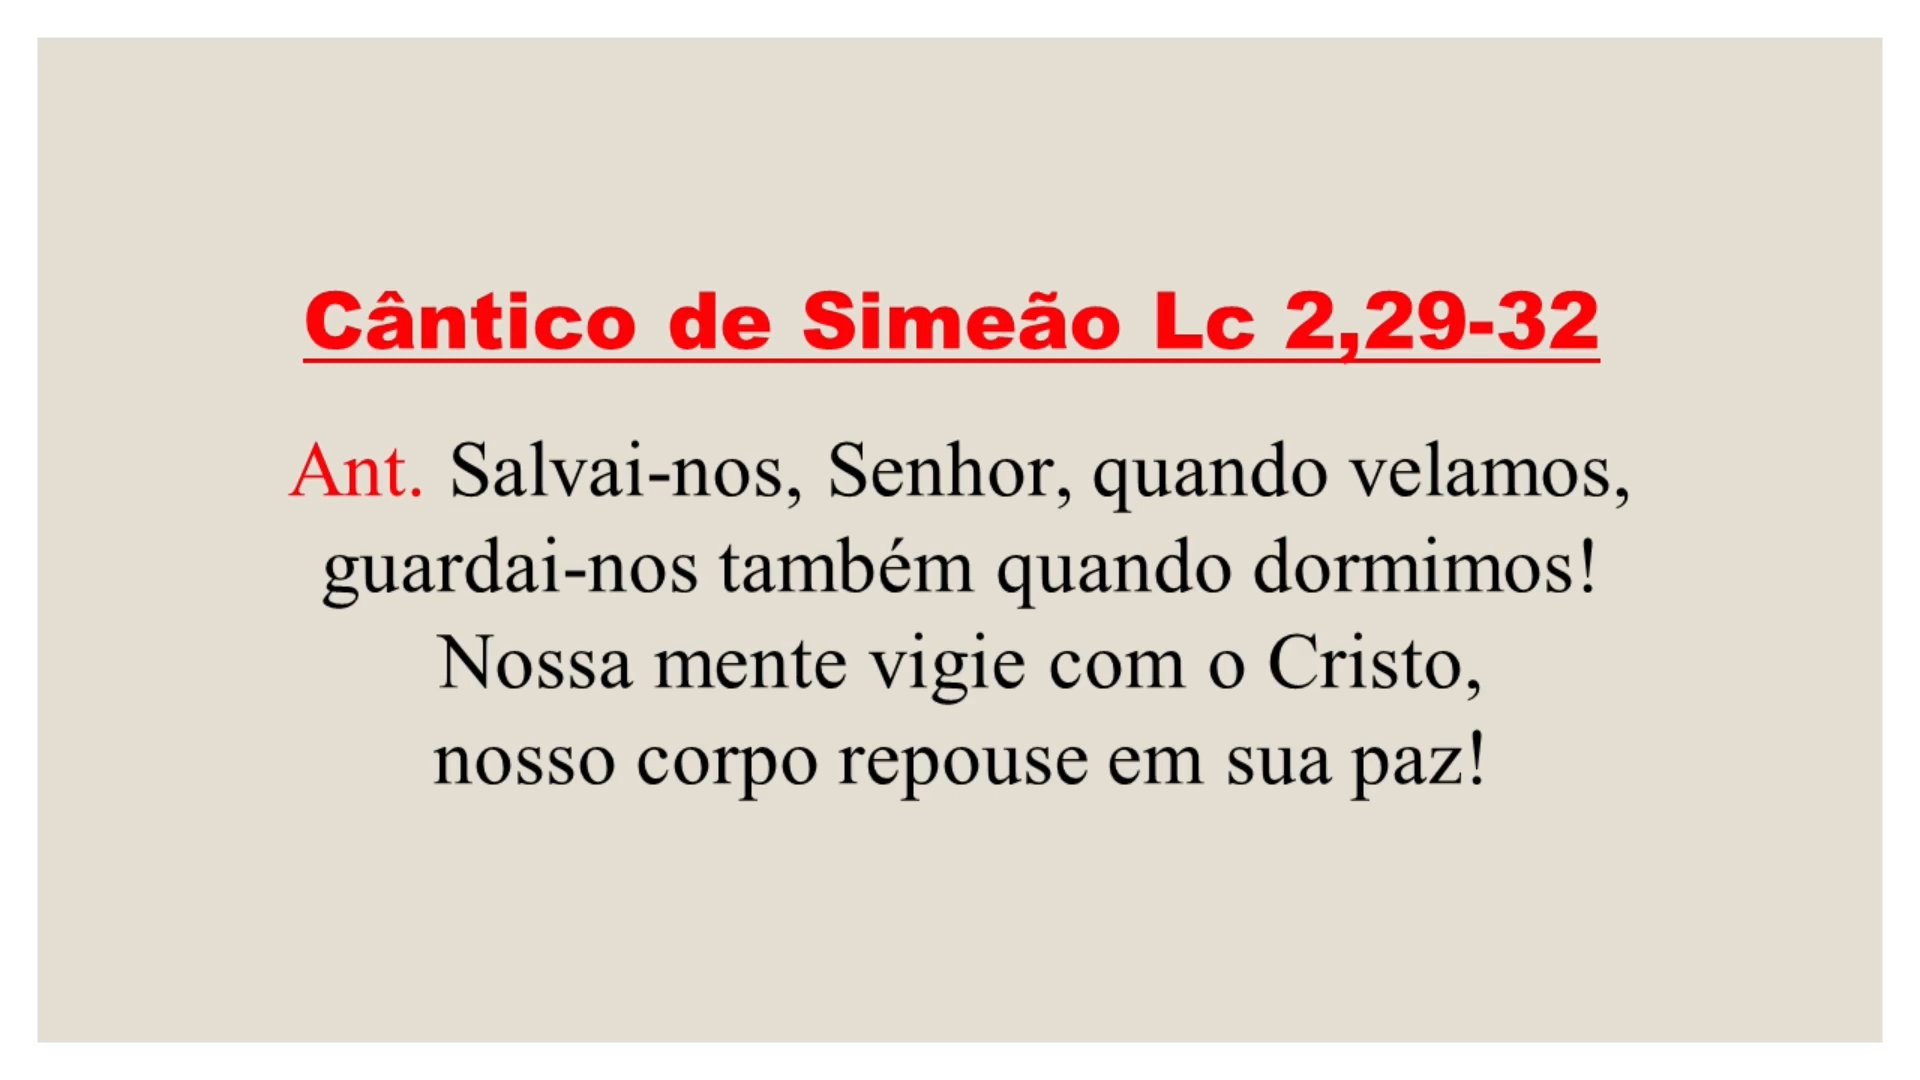 Cântico de Simeão Lc 2,29-32
Ant. Salvai-nos, Senhor, quando velamos,
guardai-nos também quando dormimos!
Nossa mente vigie com o Cristo,
nosso corpo repouse em sua paz!